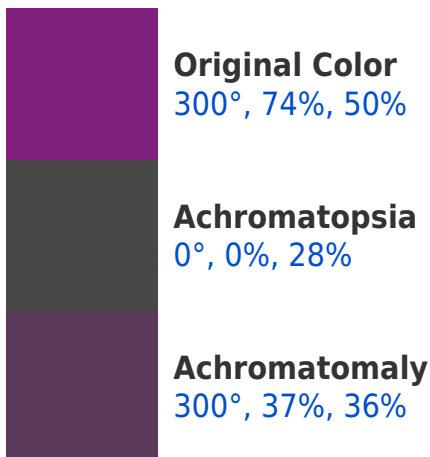 Original Color
300°, 74%, 50%
Achromatopsia
0°, 0%, 28%
Achromatomaly
300°, 37%, 36%